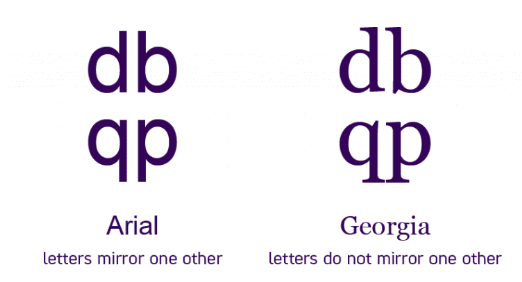 db db
qp qp
Arial Georgia
letters mirror one other letters do not mirror one other